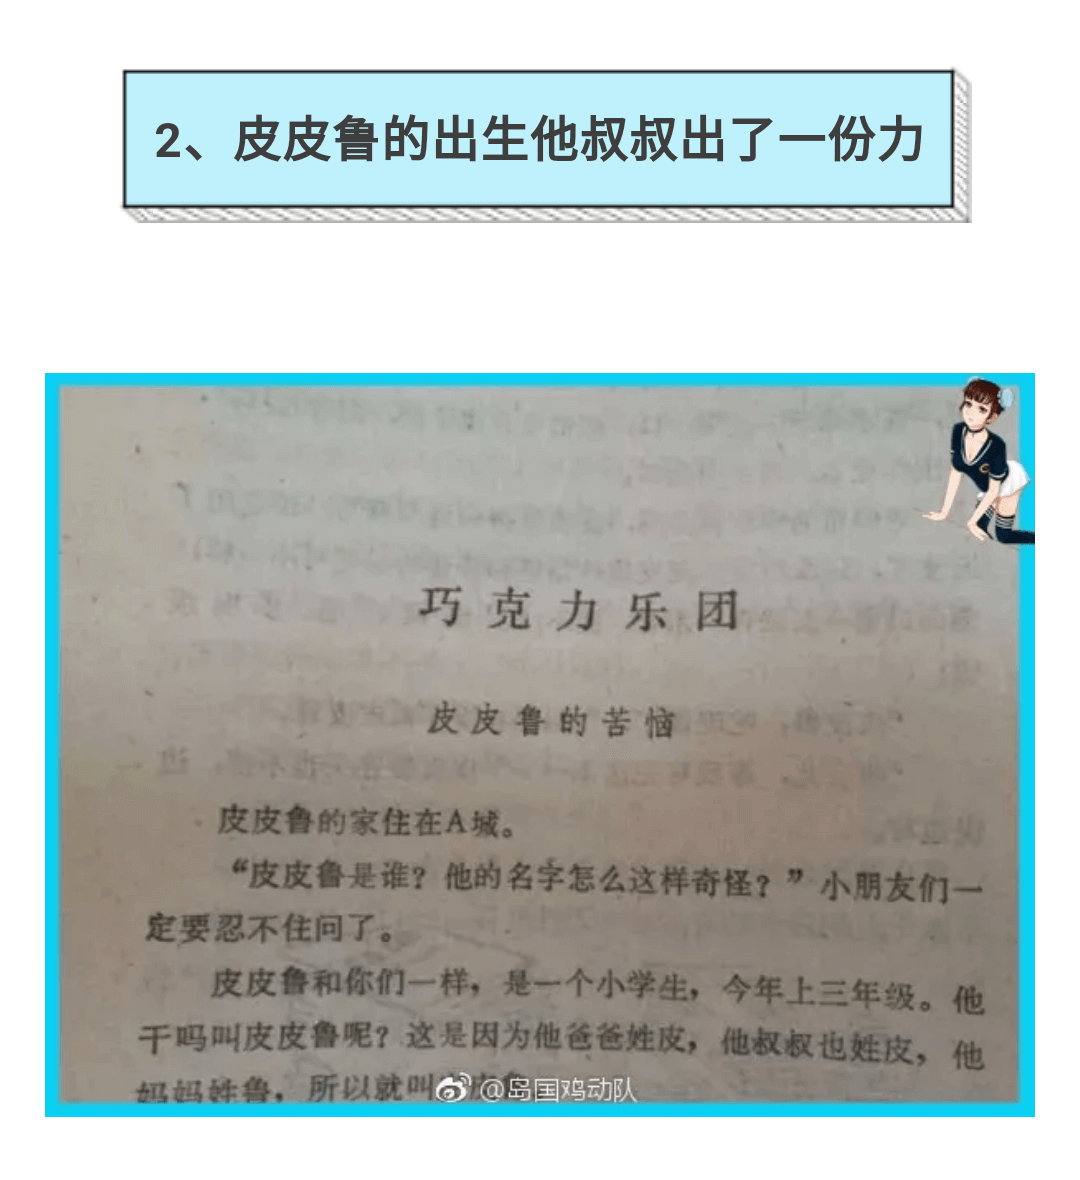 2、皮皮鲁的出生他叔叔出了一份力
巧克力乐团
皮皮鲁的苦恼
皮皮鲁的家住在A城。
“皮皮鲁是谁？他的名字怎么这样奇怪？”小朋友们一
定要忍不住问了。
皮皮鲁和你们一样，是一个小学生，今年上三年级。他
干吗叫皮皮鲁呢？这是因为他爸爸姓皮，他叔叔也姓皮，他
妈妈姓鲁，所以就叫
@岛国鸡动队